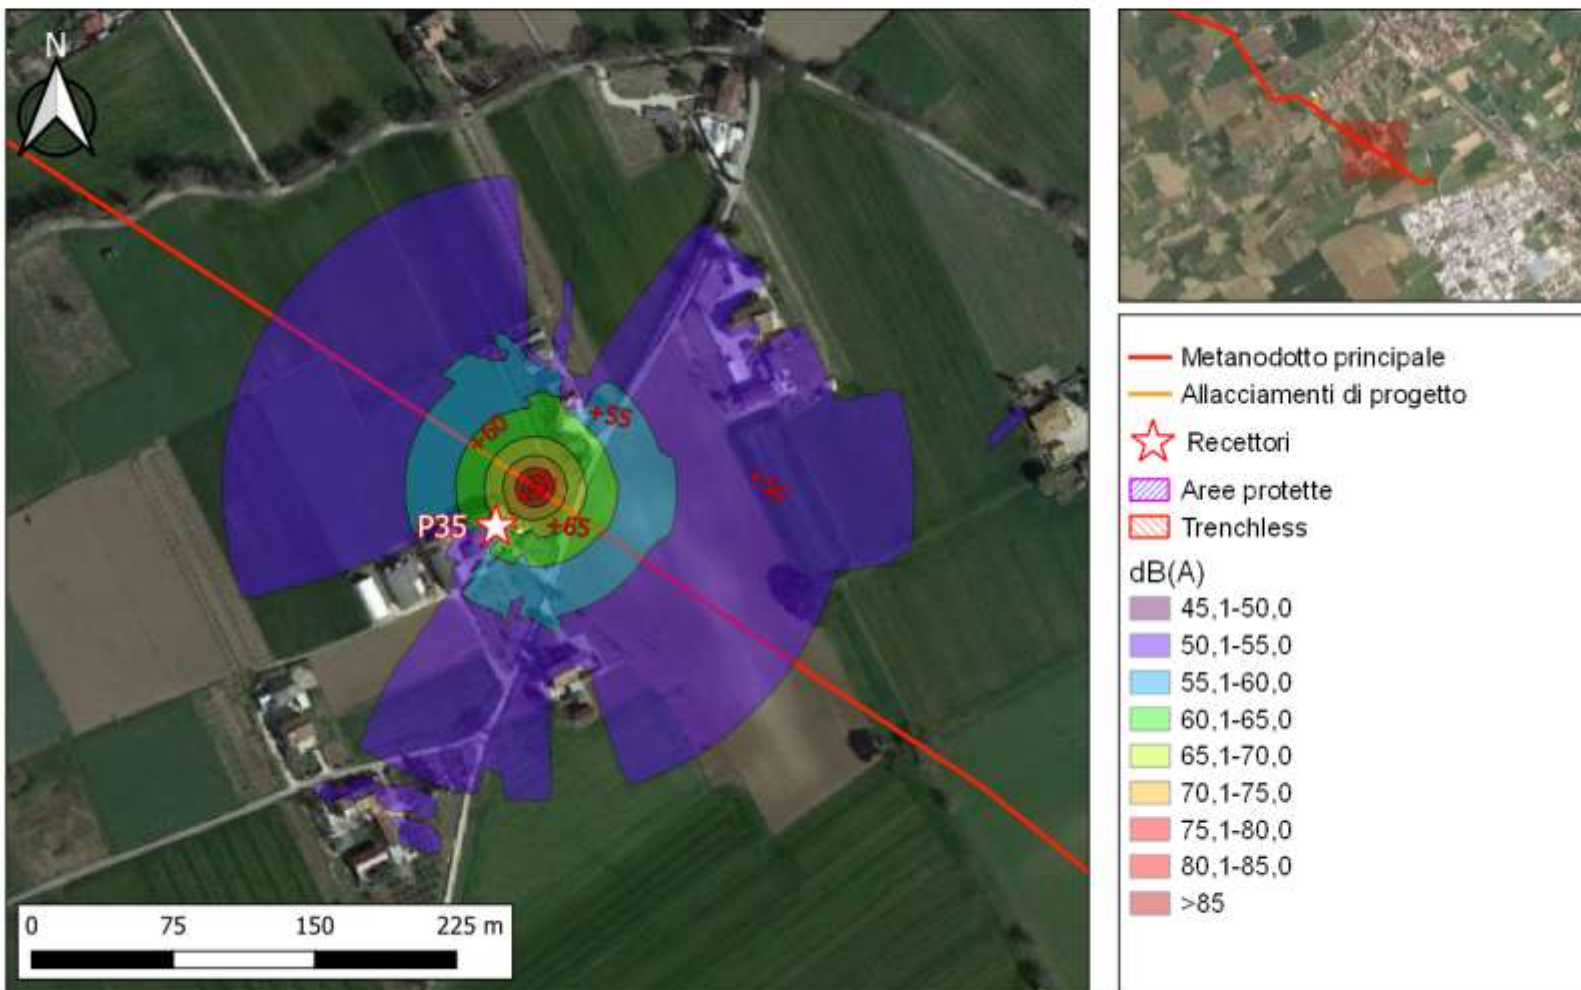 N
+60
+55
+50
P35
+65
0 75 150 225 m
Metanodotto principale
Allacciamenti di progetto
Recettori
Aree protette
Trenchless
dB(A)
45,1-50,0
50,1-55,0
55,1-60,0
60,1-65,0
65,1-70,0
70,1-75,0
75,1-80,0
80,1-85,0
>85